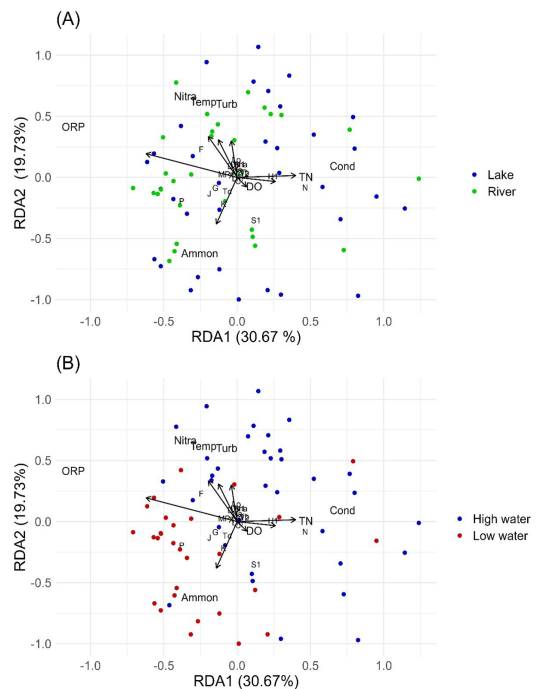 (A)
1.0
0.5
0.0
-0.5
-1.0
RDA2 (19.73%)
Nitra
Temp
Turb
ORP
F
Cond
H1
TN
N
DO
G
J
P
S1
Ammon
-1.0
-0.5
0.0
0.5
1.0
RDA1 (30.67 %)
Lake
River
(B)
1.0
0.5
0.0
-0.5
-1.0
RDA2 (19.73%)
Nitra
Temp
Turb
ORP
F
Cond
H1
TN
N
DO
G
J
P
S1
Ammon
-1.0
-0.5
0.0
0.5
1.0
RDA1 (30.67%)
High water
Low water